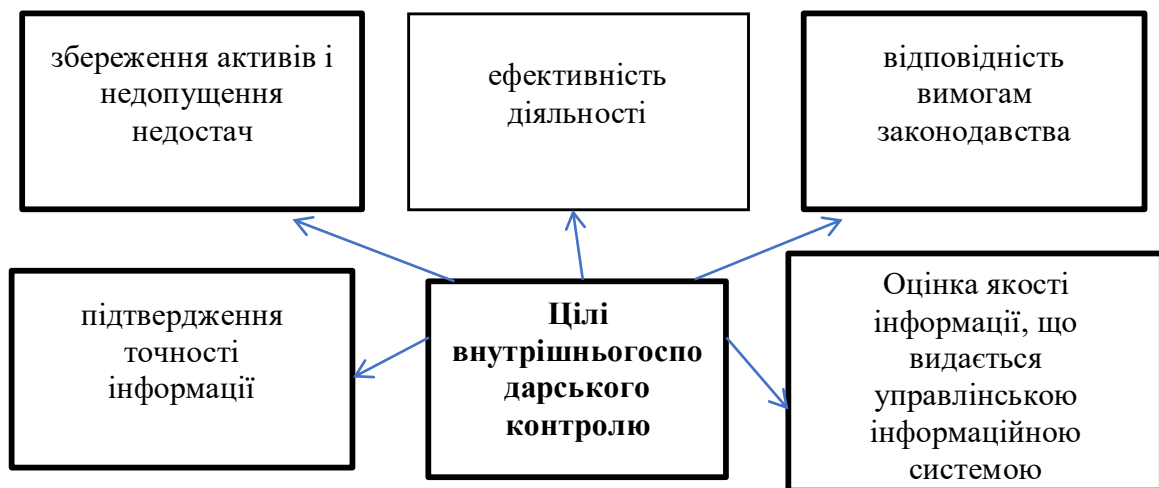 збереження активів і
недопущення
недостач
ефективність
діяльності
відповідність
вимогам
законодавства
підтвердження
точності
інформації
Цілі
внутрішньогоспо
дарського
контролю
Оцінка якості
інформації, що
видається
управлінською
інформаційною
системою